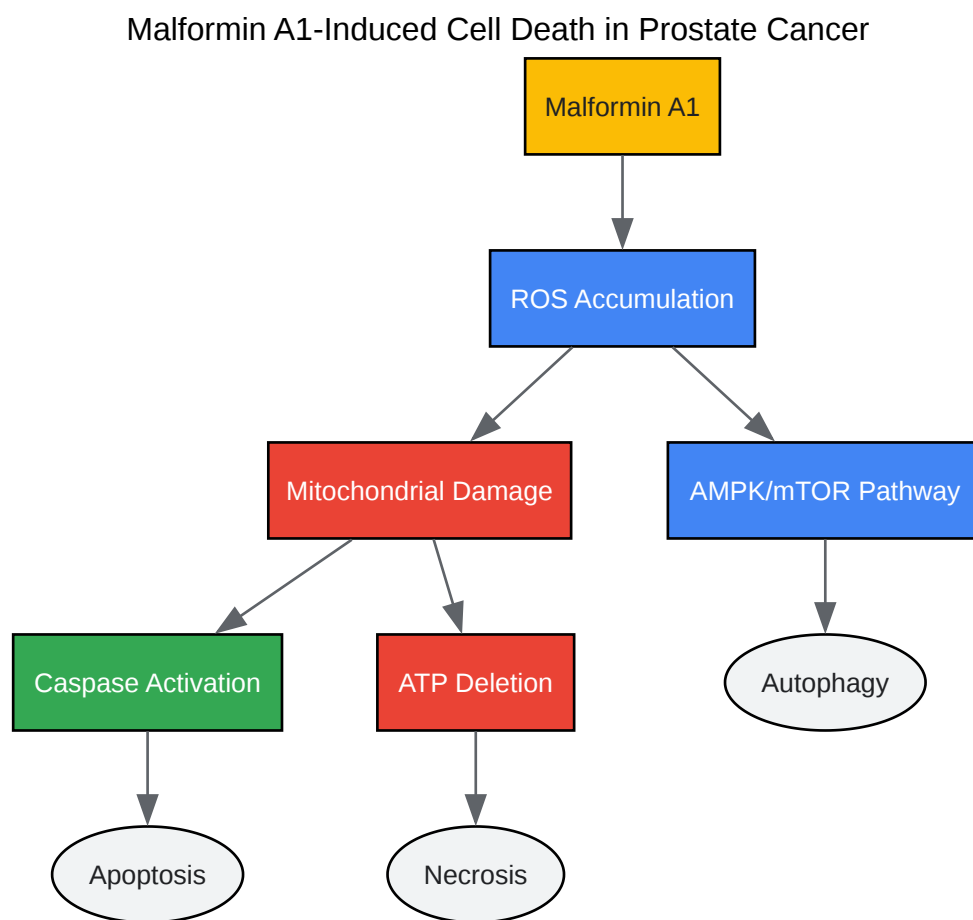 Malformin A1-Induced Cell Death in Prostate Cancer
Malformin A1
ROS Accumulation
Mitochondrial Damage
AMPK/mTOR Pathway
Caspase Activation
ATP Deletion
Autophagy
Apoptosis
Necrosis